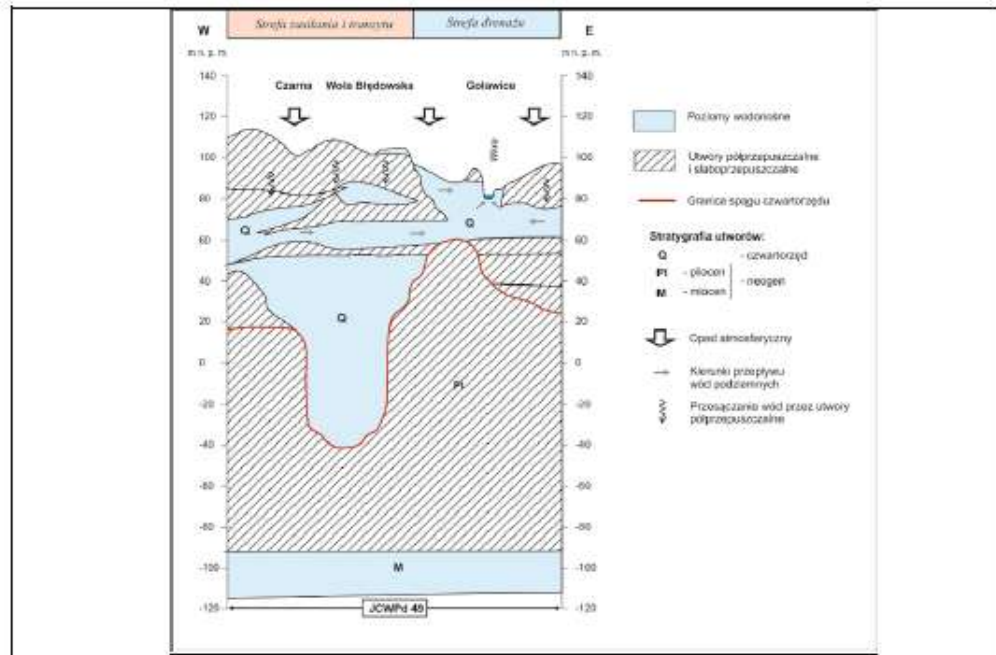 Strefa zasilania i tranzytu
Strefa drenażu
W
E
m n. p. m.
m n. p. m.
Czarna
Wola Błędowska
Goławice
140
120
100
80
60
40
20
0
-20
-40
-60
-80
-100
-120
140
120
100
80
60
40
20
0
-20
-40
-60
-80
-100
-120
Wkra
Q
Q
Q
Pl
M
JCWPd 49
Poziomy wodonośne
Utwory półprzepuszczalne
i słaboprzepuszczalne
Granica spągu czwartorzędu
Stratygrafia utworów:
Q - czwartorzęd
Pl - pliocen
- neogen
M - miocen
Opad atmosferyczny
Kierunki przepływu
wód podziemnych
Przesączanie wód przez utwory
półprzepuszczalne